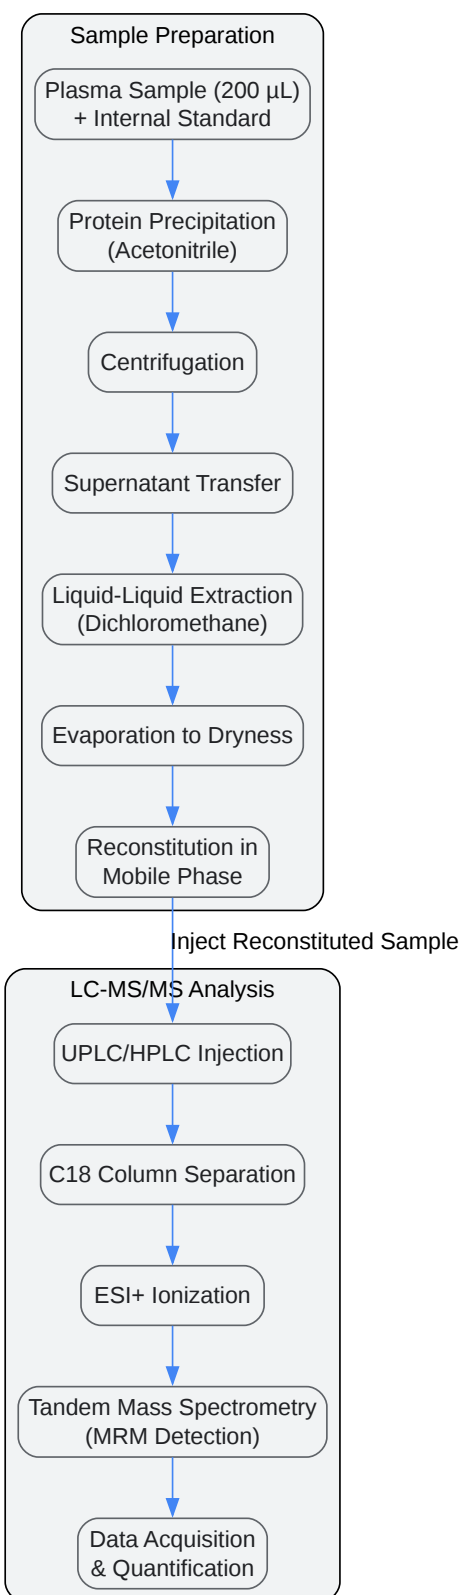 Sample Preparation
Plasma Sample (200 µL)
+ Internal Standard
Protein Precipitation
(Acetonitrile)
Centrifugation
Supernatant Transfer
Liquid-Liquid Extraction
(Dichloromethane)
Evaporation to Dryness
Reconstitution in
Mobile Phase
Inject Reconstituted Sample
LC-MS/MS Analysis
UPLC/HPLC Injection
C18 Column Separation
ESI+ Ionization
Tandem Mass Spectrometry
(MRM Detection)
Data Acquisition
& Quantification